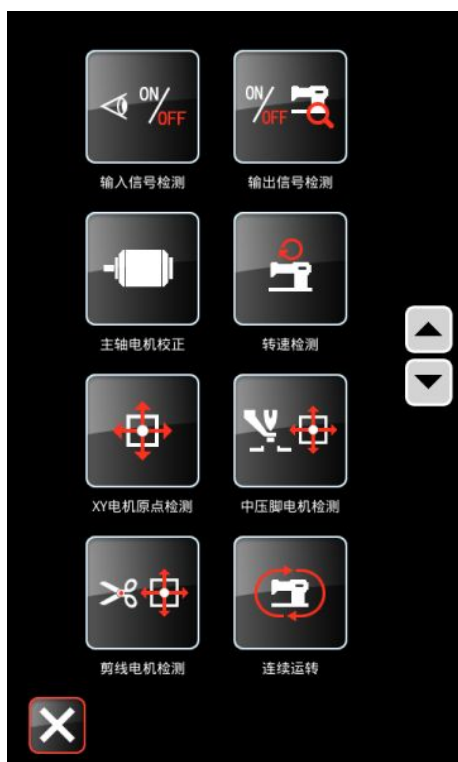 ON/OFF
ON/OFF
输入信号检测
输出信号检测
主轴电机校正
转速检测
XY电机原点检测
中压脚电机检测
剪线电机检测
连续运转